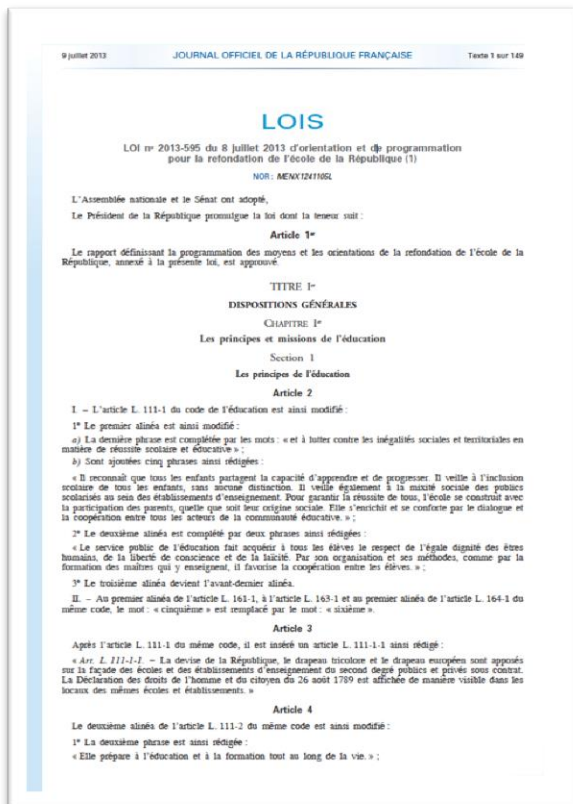 9 juillet 2013 JOURNAL OFFICIEL DE LA RÉPUBLIQUE FRANÇAISE Texte 1 sur 149
LOIS
LOI nº 2013-595 du 8 juillet 2013 d'orientation et de programmation
pour la refondation de l'école de la République (1)
NOR : MENX1241105L
L'Assemblée nationale et le Sénat ont adopté,
Le Président de la République promulgue la loi dont la teneur suit :
Article 1er
Le rapport définissant la programmation des moyens et les orientations de la refondation de l'école de la
République, annexé à la présente loi, est approuvé.
TITRE Ier
DISPOSITIONS GÉNÉRALES
CHAPITRE Ier
Les principes et missions de l'éducation
Section 1
Les principes de l'éducation
Article 2
I. – L'article L. 111-1 du code de l'éducation est ainsi modifié :
1º Le premier alinéa est ainsi modifié :
a) La dernière phrase est complétée par les mots : « et à lutter contre les inégalités sociales et territoriales en
matière de réussite scolaire et éducative » ;
b) Sont ajoutées cinq phrases ainsi rédigées :
« Il reconnaît que tous les enfants partagent la capacité d'apprendre et de progresser. Il veille à l'inclusion
scolaire de tous les enfants, sans aucune distinction. Il veille également à la mixité sociale des publics
scolarisés au sein des établissements d'enseignement. Pour garantir la réussite de tous, l'école se construit avec
la participation des parents, quelle que soit leur origine sociale. Elle s'enrichit et se conforte par le dialogue et
la coopération entre tous les acteurs de la communauté éducative. » ;
2º Le deuxième alinéa est complété par deux phrases ainsi rédigées :
« Le service public de l'éducation fait acquérir à tous les élèves le respect de l'égale dignité des êtres
humains, de la liberté de conscience et de la laïcité. Par son organisation et ses méthodes, comme par la
formation des maîtres qui y enseignent, il favorise la coopération entre les élèves. » ;
3º Le troisième alinéa devient l'avant-dernier alinéa.
II. – Au premier alinéa de l'article L. 161-1, à l'article L. 163-1 et au premier alinéa de l'article L. 164-1 du
même code, le mot : « cinquième » est remplacé par le mot : « sixième ».
Article 3
Après l'article L. 111-1 du même code, il est inséré un article L. 111-1-1 ainsi rédigé :
« Art. L. 111-1-1. – La devise de la République, le drapeau tricolore et le drapeau européen sont apposés
sur la façade des écoles et des établissements d'enseignement du second degré publics et privés sous contrat.
La Déclaration des droits de l'homme et du citoyen du 26 août 1789 est affichée de manière visible dans les
locaux des mêmes écoles et établissements. »
Article 4
Le deuxième alinéa de l'article L. 111-2 du même code est ainsi modifié :
1º La deuxième phrase est ainsi rédigée :
« Elle prépare à l'éducation et à la formation tout au long de la vie. » ;